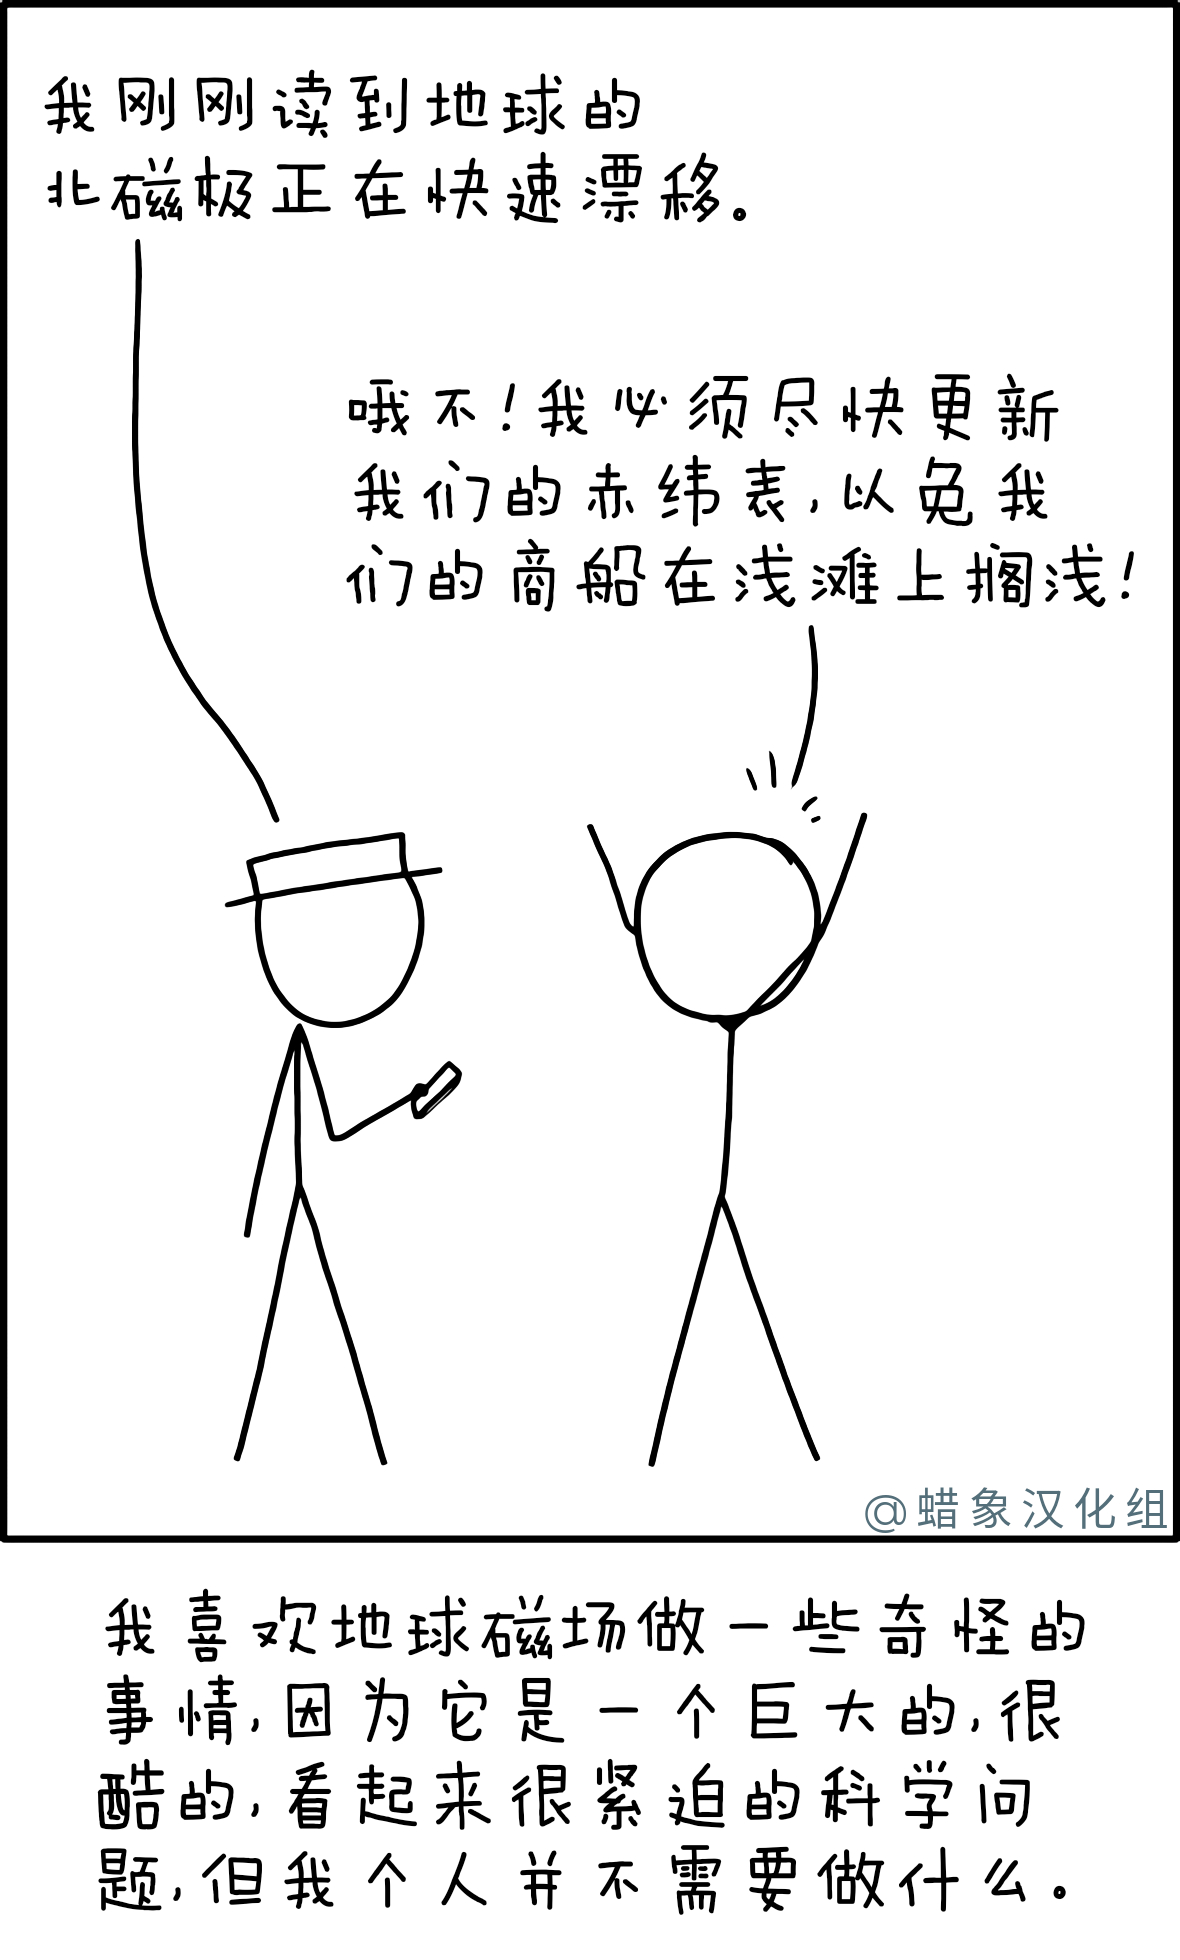 我刚刚读到地球的
北磁极正在快速漂移。
哦不！我必须尽快更新
我们的赤纬表，以免我
们的商船在浅滩上搁浅！
@蜡象汉化组
我喜欢地球磁场做一些奇怪的
事情，因为它是一个巨大的，很
酷的，看起来很紧迫的科学问
题，但我个人并不需要做什么。